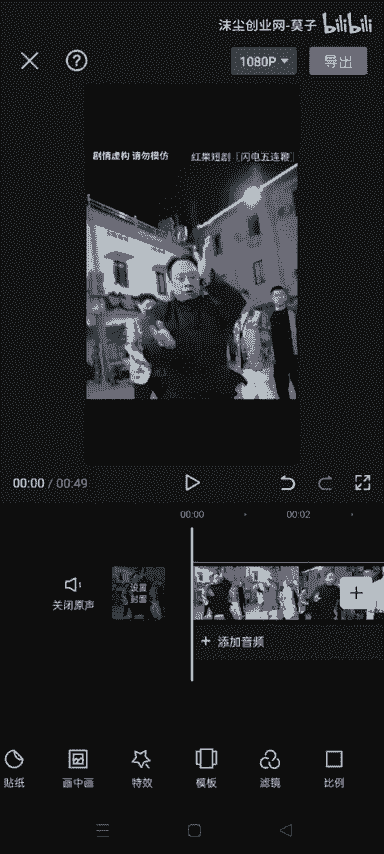 沫尘创业网-莫子 bilibili
1080P
导出
剧情虚构 请勿模仿
红果短剧［闪电五连鞭］
00:00 / 00:49
00:00
00:02
关闭原声
设置
封面
+ 添加音频
贴纸
画中画
特效
模板
滤镜
比例